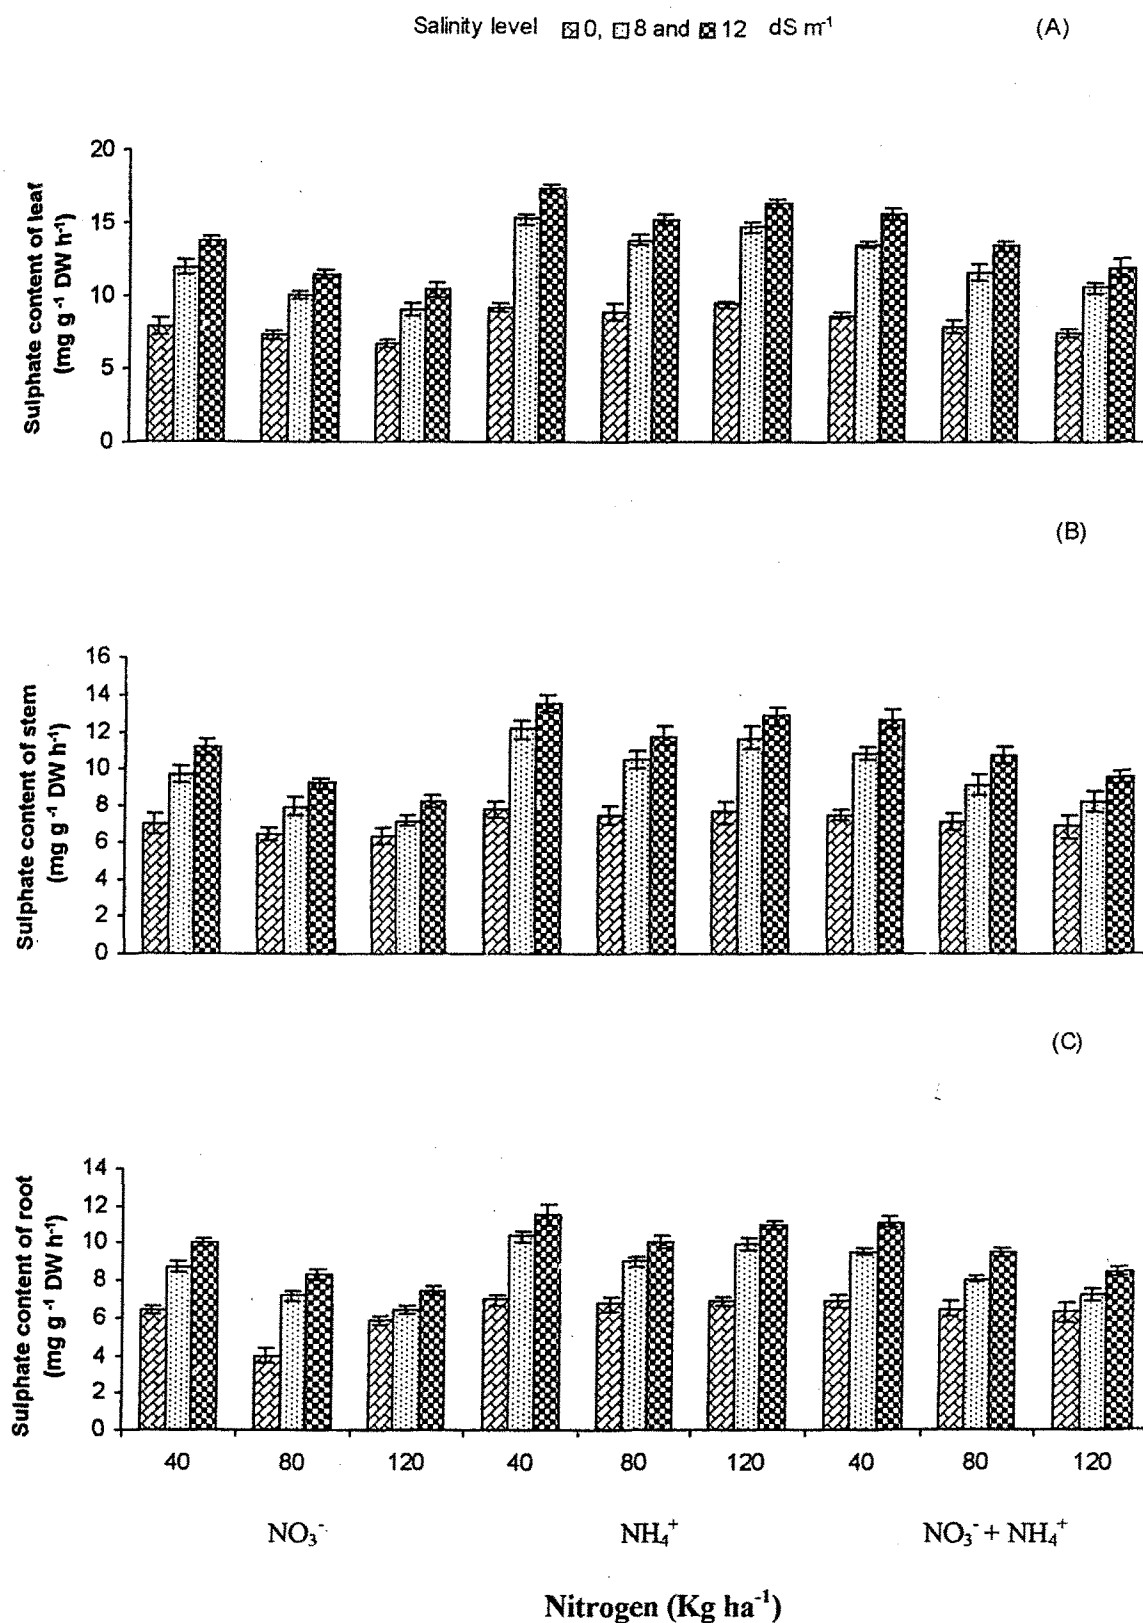 Salinity level 0, 8 and 12 dS m⁻¹ (A)
Sulphate content of leaf
(mg g ⁻¹ DW h⁻¹)
20
15
10
5
0
(B)
Sulphate content of stem
(mg g ⁻¹ DW h⁻¹)
16
14
12
10
8
6
4
2
0
(C)
Sulphate content of root
(mg g ⁻¹ DW h⁻¹)
14
12
10
8
6
4
2
0
40 80 120 40 80 120 40 80 120
NO₃⁻ NH₄⁺ NO₃⁻ + NH₄⁺
Nitrogen (Kg ha⁻¹)